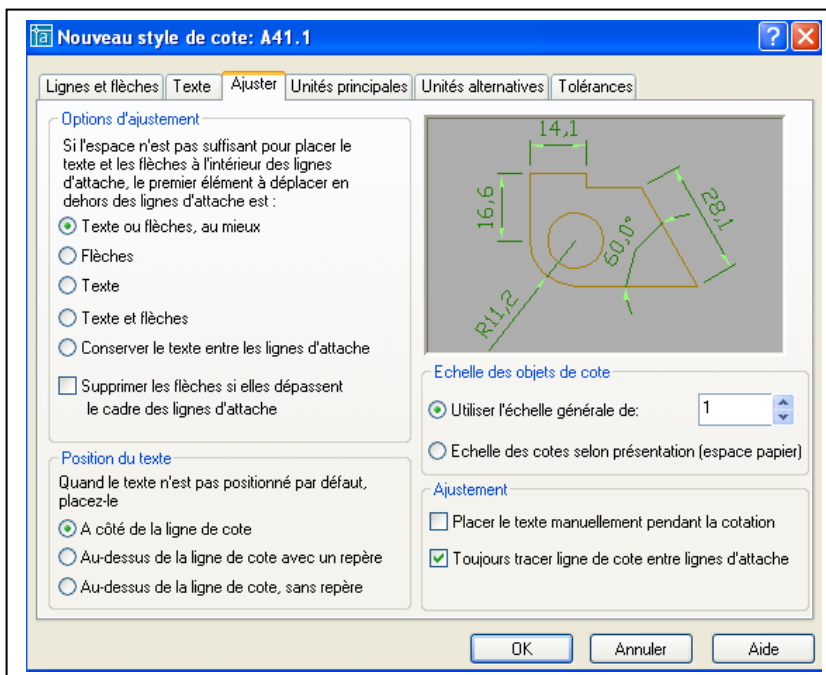 Nouveau style de cote: A41.1
Lignes et flèches
Texte
Ajuster
Unités principales
Unités alternatives
Tolérances
Options d'ajustement
Si l'espace n'est pas suffisant pour placer le
texte et les flèches à l'intérieur des lignes
d'attache, le premier élément à déplacer en
dehors des lignes d'attache est :
Texte ou flèches, au mieux
Flèches
Texte
Texte et flèches
Conserver le texte entre les lignes d'attache
Supprimer les flèches si elles dépassent
le cadre des lignes d'attache
Position du texte
Quand le texte n'est pas positionné par défaut,
placez-le
A côté de la ligne de cote
Au-dessus de la ligne de cote avec un repère
Au-dessus de la ligne de cote, sans repère
14,1
16,6
28,1
60,0°
R11,2
Echelle des objets de cote
Utiliser l'échelle générale de:
1
Echelle des cotes selon présentation (espace papier)
Ajustement
Placer le texte manuellement pendant la cotation
Toujours tracer ligne de cote entre lignes d'attache
OK
Annuler
Aide